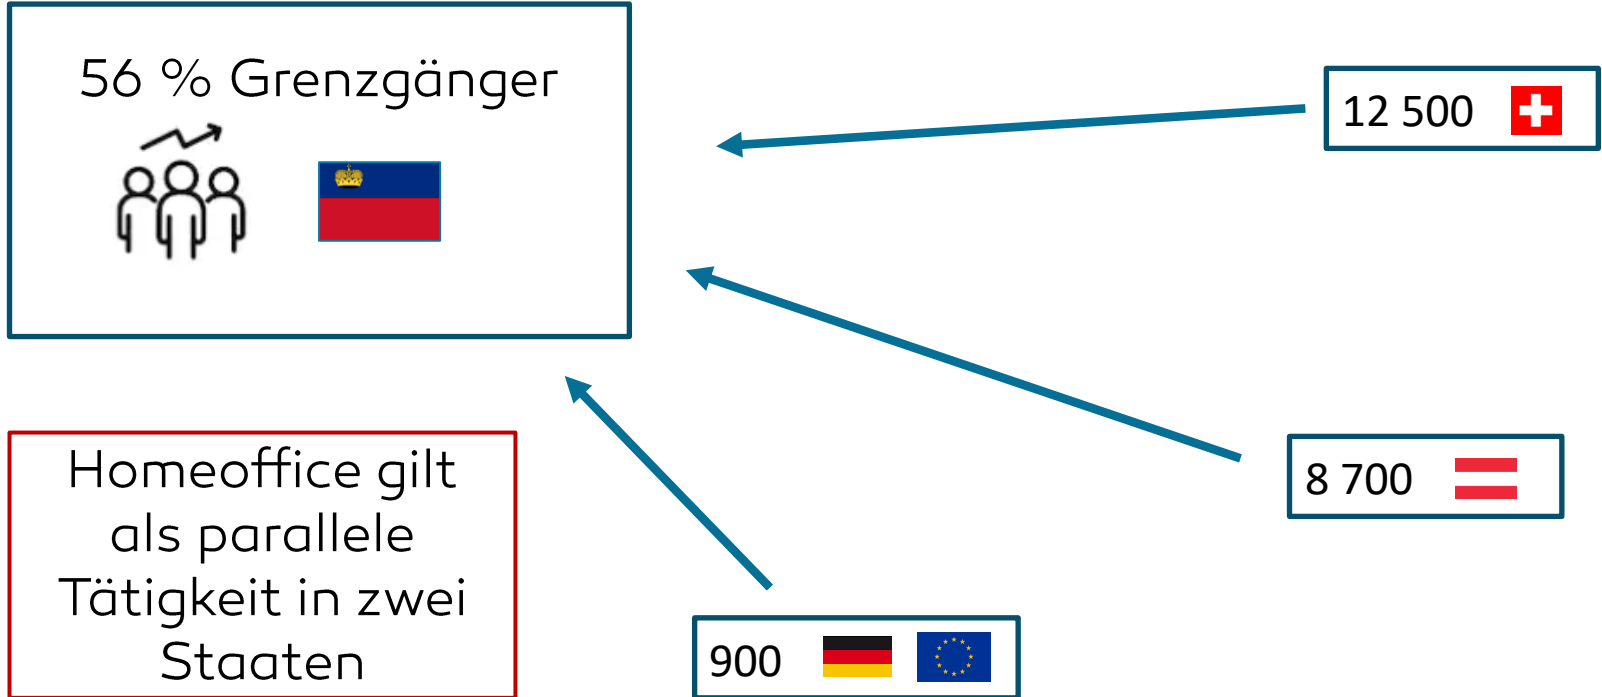 56 % Grenzgänger
12 500
8 700
Homeoffice gilt
als parallele
Tätigkeit in zwei
Staaten
900